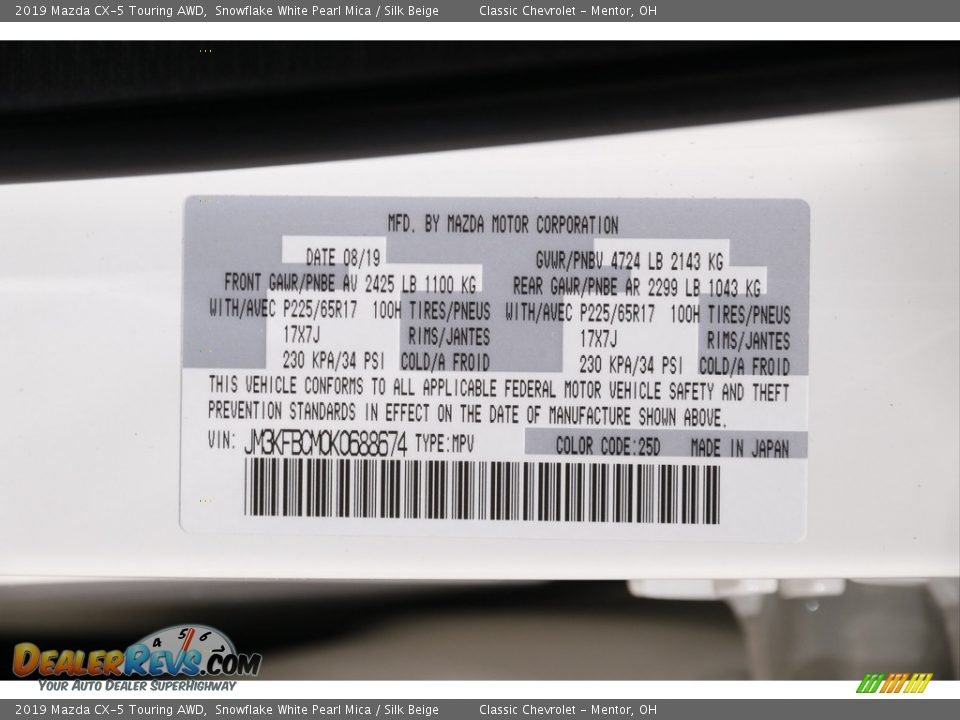 2019 Mazda CX-5 Touring AWD, Snowflake White Pearl Mica / Silk Beige Classic Chevrolet - Mentor, OH
MFD. BY MAZDA MOTOR CORPORATION
DATE 08/19 GVWR/PNBV 4724 LB 2143 KG
FRONT GAWR/PNBE AV 2425 LB 1100 KG REAR GAWR/PNBE AR 2299 LB 1043 KG
WITH/AVEC P225/65R17 100H TIRES/PNEUS WITH/AVEC P225/65R17 100H TIRES/PNEUS
17X7J RIMS/JANTES 17X7J RIMS/JANTES
230 KPA/34 PSI COLD/A FROID 230 KPA/34 PSI COLD/A FROID
THIS VEHICLE CONFORMS TO ALL APPLICABLE FEDERAL MOTOR VEHICLE SAFETY AND THEFT
PREVENTION STANDARDS IN EFFECT ON THE DATE OF MANUFACTURE SHOWN ABOVE.
VIN: JM3KFBCM0K0688674 TYPE:MPV COLOR CODE:25D MADE IN JAPAN
4 5 6
DEALERREVS.COM
YOUR AUTO DEALER SUPERHIGHWAY
2019 Mazda CX-5 Touring AWD, Snowflake White Pearl Mica / Silk Beige Classic Chevrolet - Mentor, OH